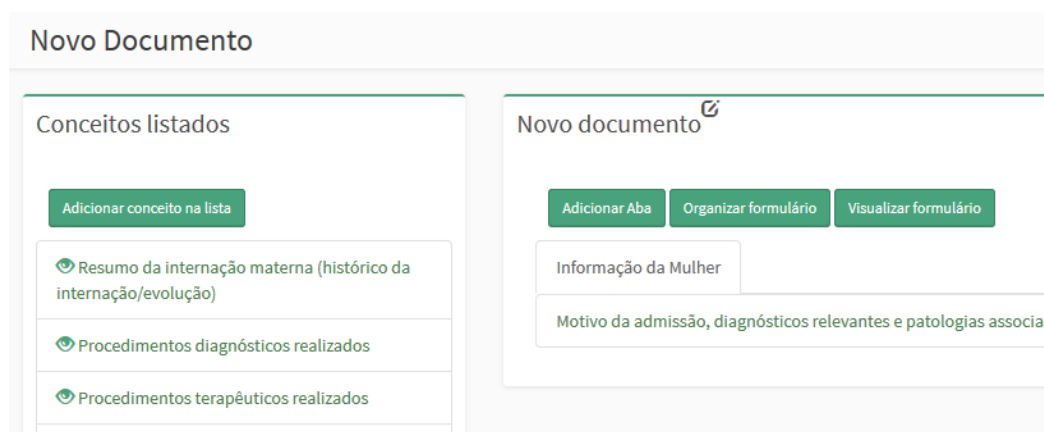 Novo Documento
Conceitos listados
Adicionar conceito na lista
Resumo da internação materna (histórico da
internação/evolução)
Procedimentos diagnósticos realizados
Procedimentos terapêuticos realizados
Novo documento
Adicionar Aba
Organizar formulário
Visualizar formulário
Informação da Mulher
Motivo da admissão, diagnósticos relevantes e patologias associa